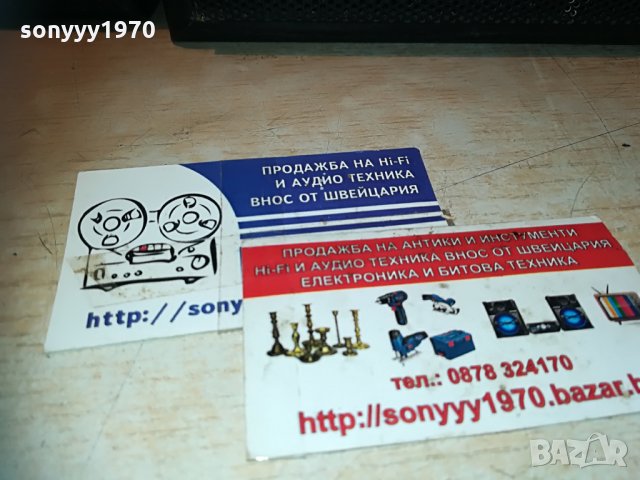 sonyyy1970
ПРОДАЖБА НА Hi-Fi
И АУДИО ТЕХНИКА
ВНОС ОТ ШВЕЙЦАРИЯ
http://sony
ПРОДАЖБА НА АНТИКИ И ИНСТУМЕНТИ
Hi-Fi И АУДИО ТЕХНИКА ВНОС ОТ ШВЕЙЦАРИЯ
ЕЛЕКТРОНИКА И БИТОВА ТЕХНИКА
тел.: 0878 324170
http://sonyyy1970.bazar.b
BAZAR